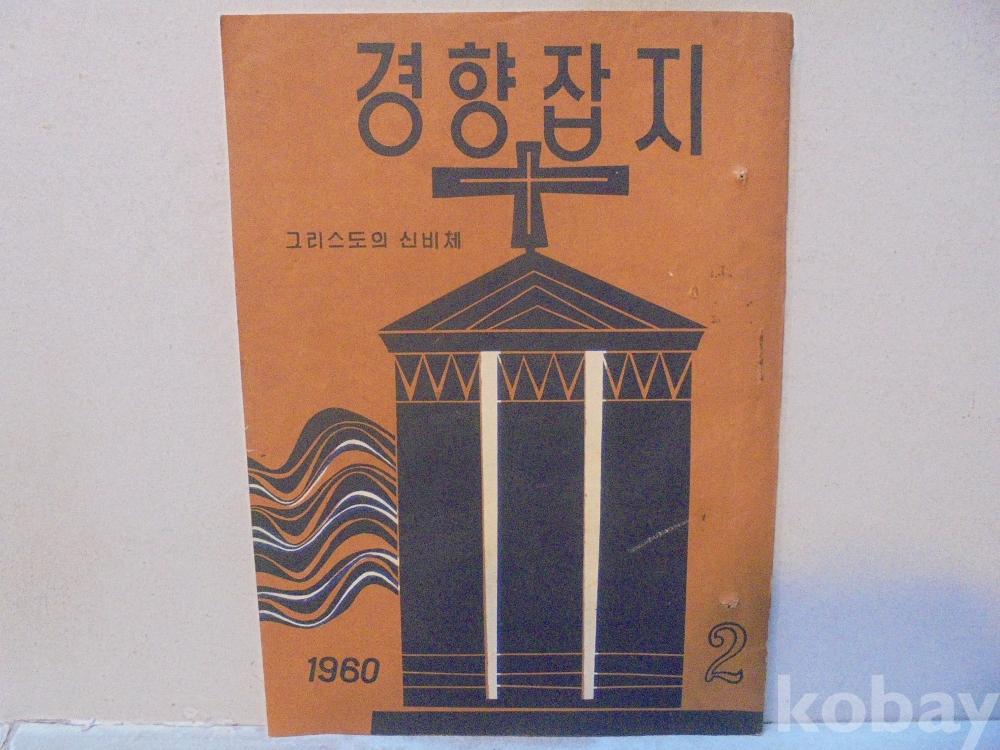 경향잡지
그리스도의 신비체
1960
2
kobay